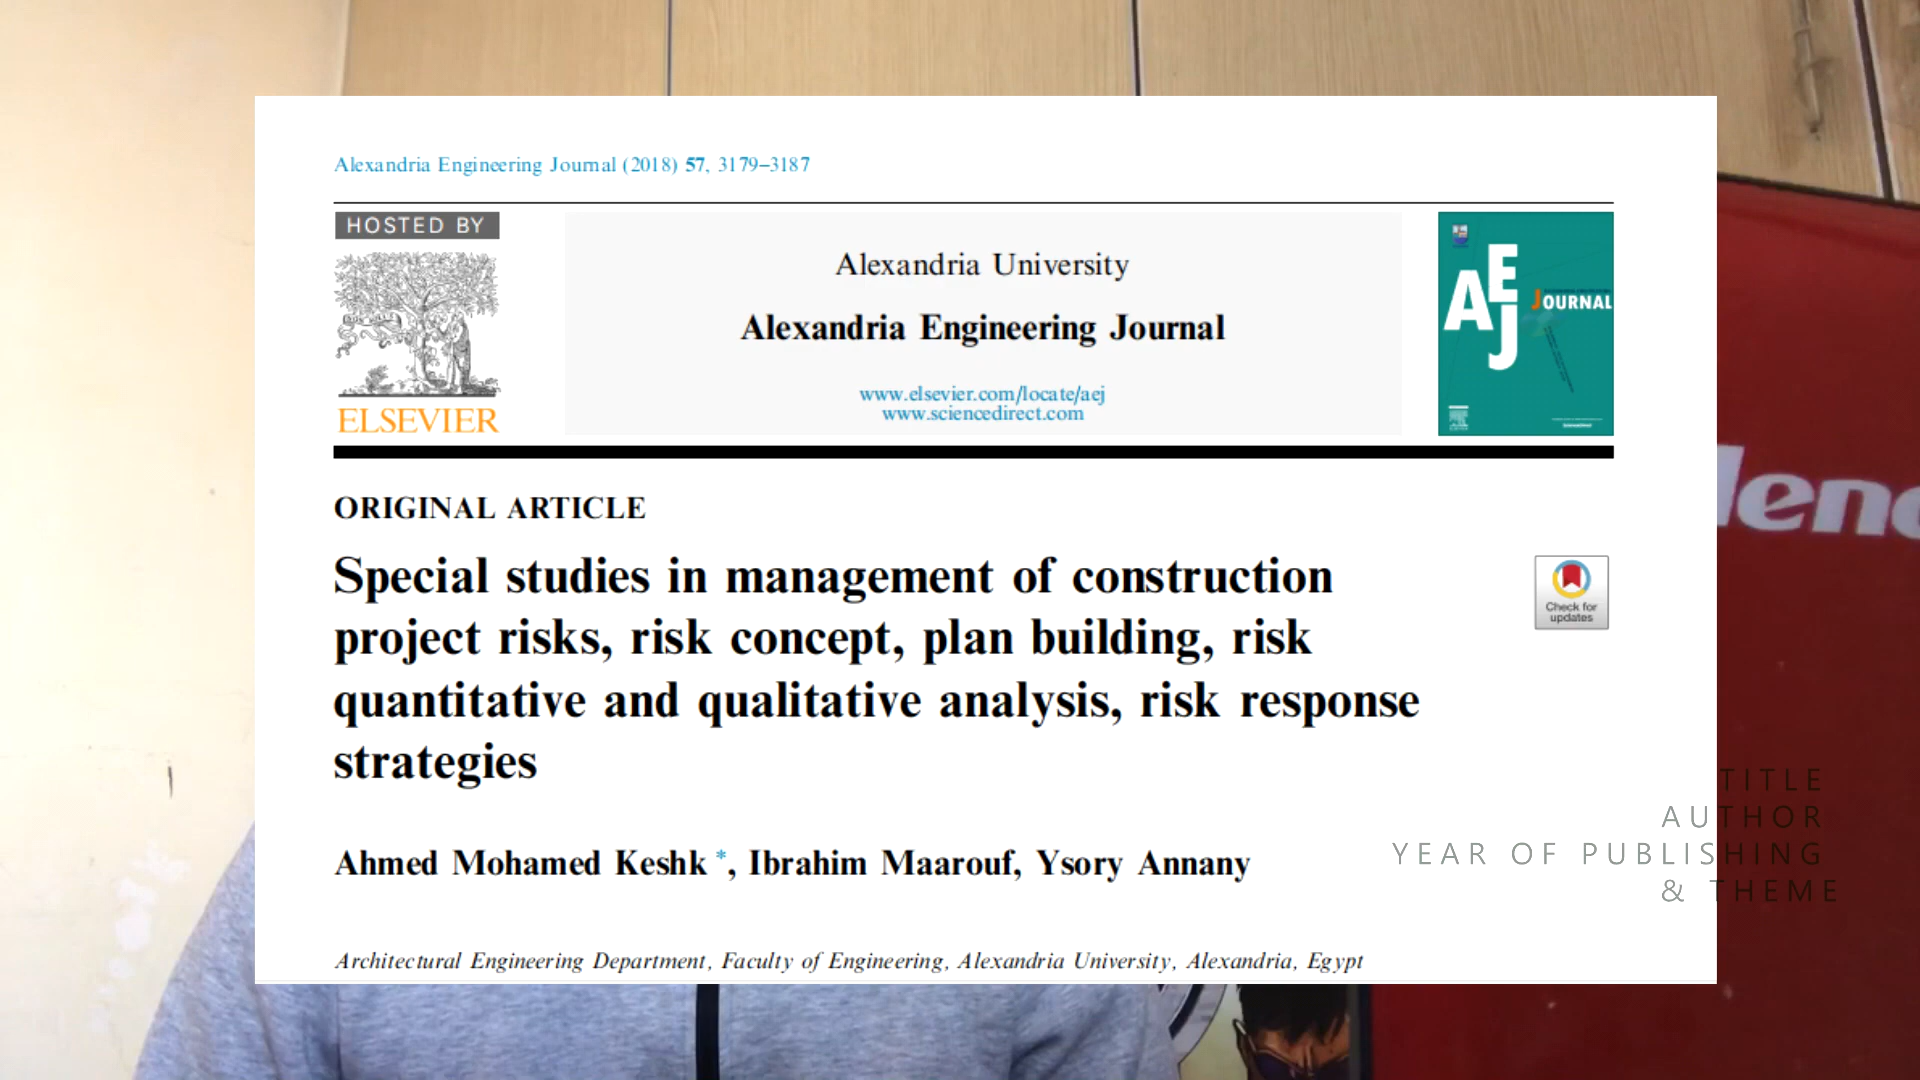 Alexandria Engineering Journal (2018) 57, 3179–3187
HOSTED BY
ELSEVIER
Alexandria University
Alexandria Engineering Journal
www.elsevier.com/locate/aej
www.sciencedirect.com
AEJ
JOURNAL
ORIGINAL ARTICLE
Special studies in management of construction
project risks, risk concept, plan building, risk
quantitative and qualitative analysis, risk response
strategies
Check for
updates
Ahmed Mohamed Keshk *, Ibrahim Maarouf, Ysory Annany
Architectural Engineering Department, Faculty of Engineering, Alexandria University, Alexandria, Egypt
TITLE
AUTHOR
YEAR OF PUBLISHING
& THEME
leno